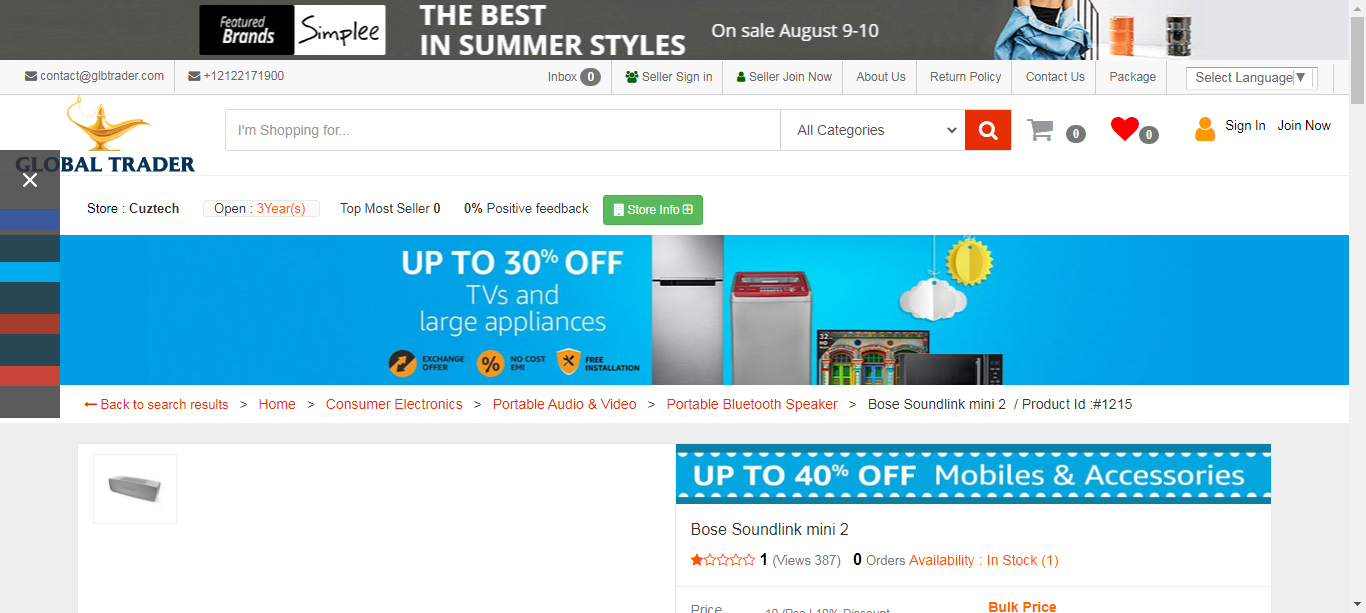 Featured
Brands
Simplee
THE BEST
IN SUMMER STYLES
On sale August 9-10
contact@glbtrader.com
+12122171900
Inbox 0
Seller Sign in
Seller Join Now
About Us
Return Policy
Contact Us
Package
Select Language▼
GLOBAL TRADER
I'm Shopping for...
All Categories
0
0
Sign In
Join Now
Store : Cuztech
Open : 3Year(s)
Top Most Seller 0
0% Positive feedback
Store Info
UP TO 30% OFF
TVs and
large appliances
EXCHANGE
OFFER
NO COST
EMI
FREE
INSTALLATION
32"
Back to search results > Home > Consumer Electronics > Portable Audio & Video > Portable Bluetooth Speaker > Bose Soundlink mini 2 / Product Id :#1215
UP TO 40% OFF Mobiles & Accessories
Bose Soundlink mini 2
1 (Views 387) 0 Orders Availability : In Stock (1)
Price
Bulk Price